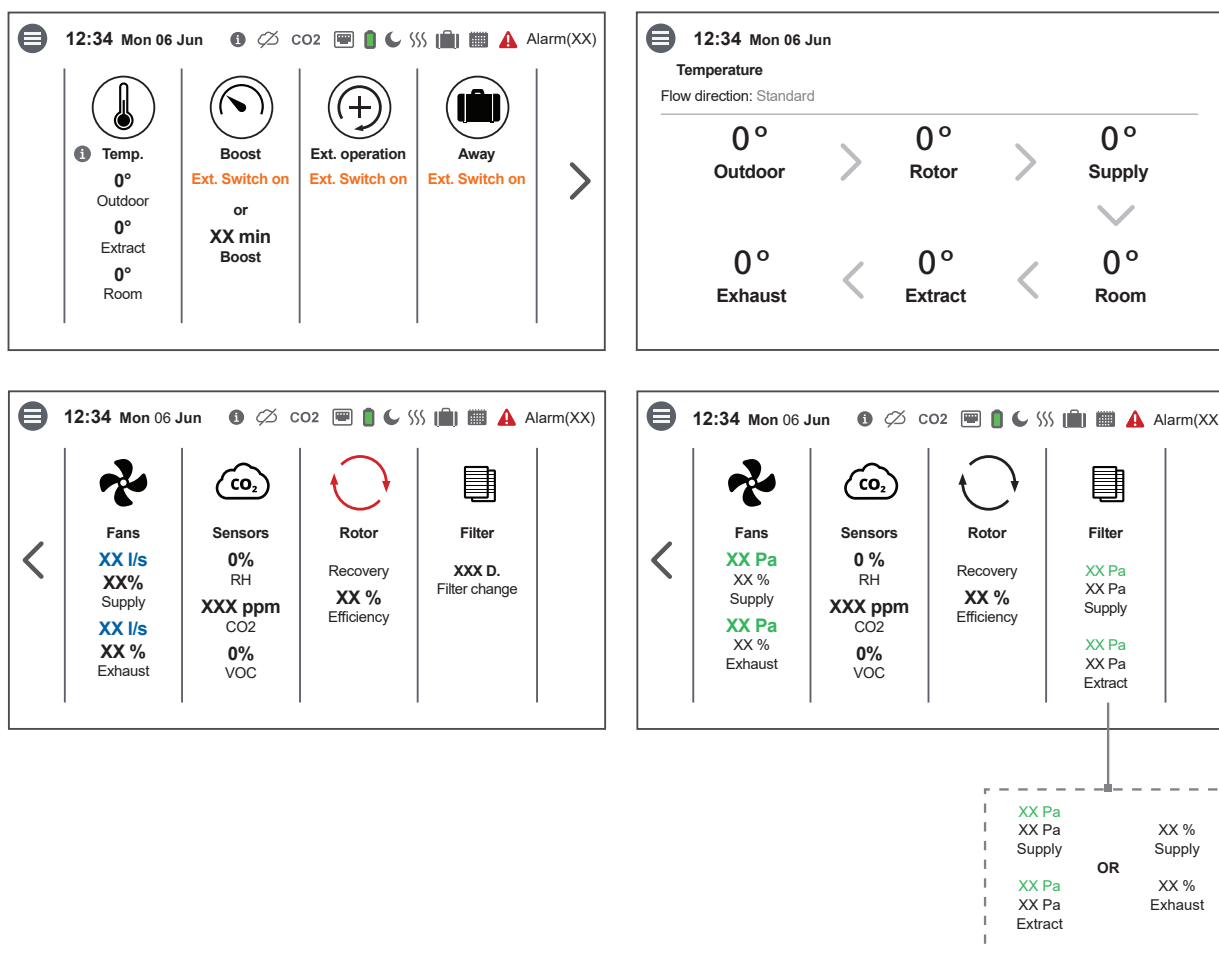 12:34 Mon 06 Jun CO2 Alarm(XX)
Temp.
0°
Outdoor
0°
Extract
0°
Room
Boost
Ext. Switch on
or
XX min
Boost
Ext. operation
Ext. Switch on
Away
Ext. Switch on
12:34 Mon 06 Jun
Temperature
Flow direction: Standard
0°
Outdoor
0°
Rotor
0°
Supply
0°
Exhaust
0°
Extract
0°
Room
12:34 Mon 06 Jun CO2 Alarm(XX)
Fans
XX l/s
XX%
Supply
XX l/s
XX %
Exhaust
CO₂
Sensors
0%
RH
XXX ppm
CO2
0%
VOC
Rotor
Recovery
XX %
Efficiency
Filter
XXX D.
Filter change
12:34 Mon 06 Jun CO2 Alarm(XX
Fans
XX Pa
XX %
Supply
XX Pa
XX %
Exhaust
CO₂
Sensors
0 %
RH
XXX ppm
CO2
0%
VOC
Rotor
Recovery
XX %
Efficiency
Filter
XX Pa
XX Pa
Supply
XX Pa
XX Pa
Extract
XX Pa
XX Pa
Supply
XX Pa
XX Pa
Extract
OR
XX %
Supply
XX %
Exhaust